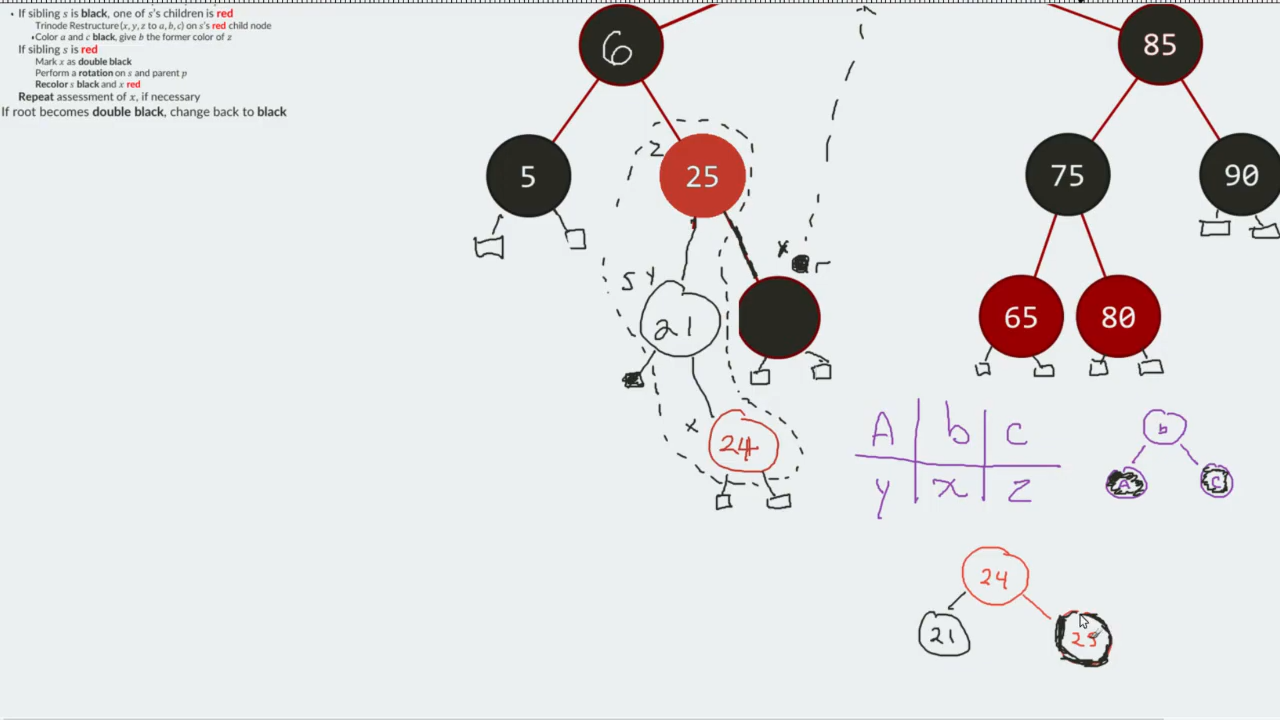 • If sibling s is black, one of s's children is red
Trinode Restructure(x, y, z to a, b, c) on s's red child node
• Color a and c black, give b the former color of z
If sibling s is red
Mark x as double black
Perform a rotation on s and parent p
Recolor s black and x red
Repeat assessment of x, if necessary
If root becomes double black, change back to black
6
85
5
z
25
75
90
x
r
s y
21
65
80
x
24
A b c
y x z
b
A c
24
21 25